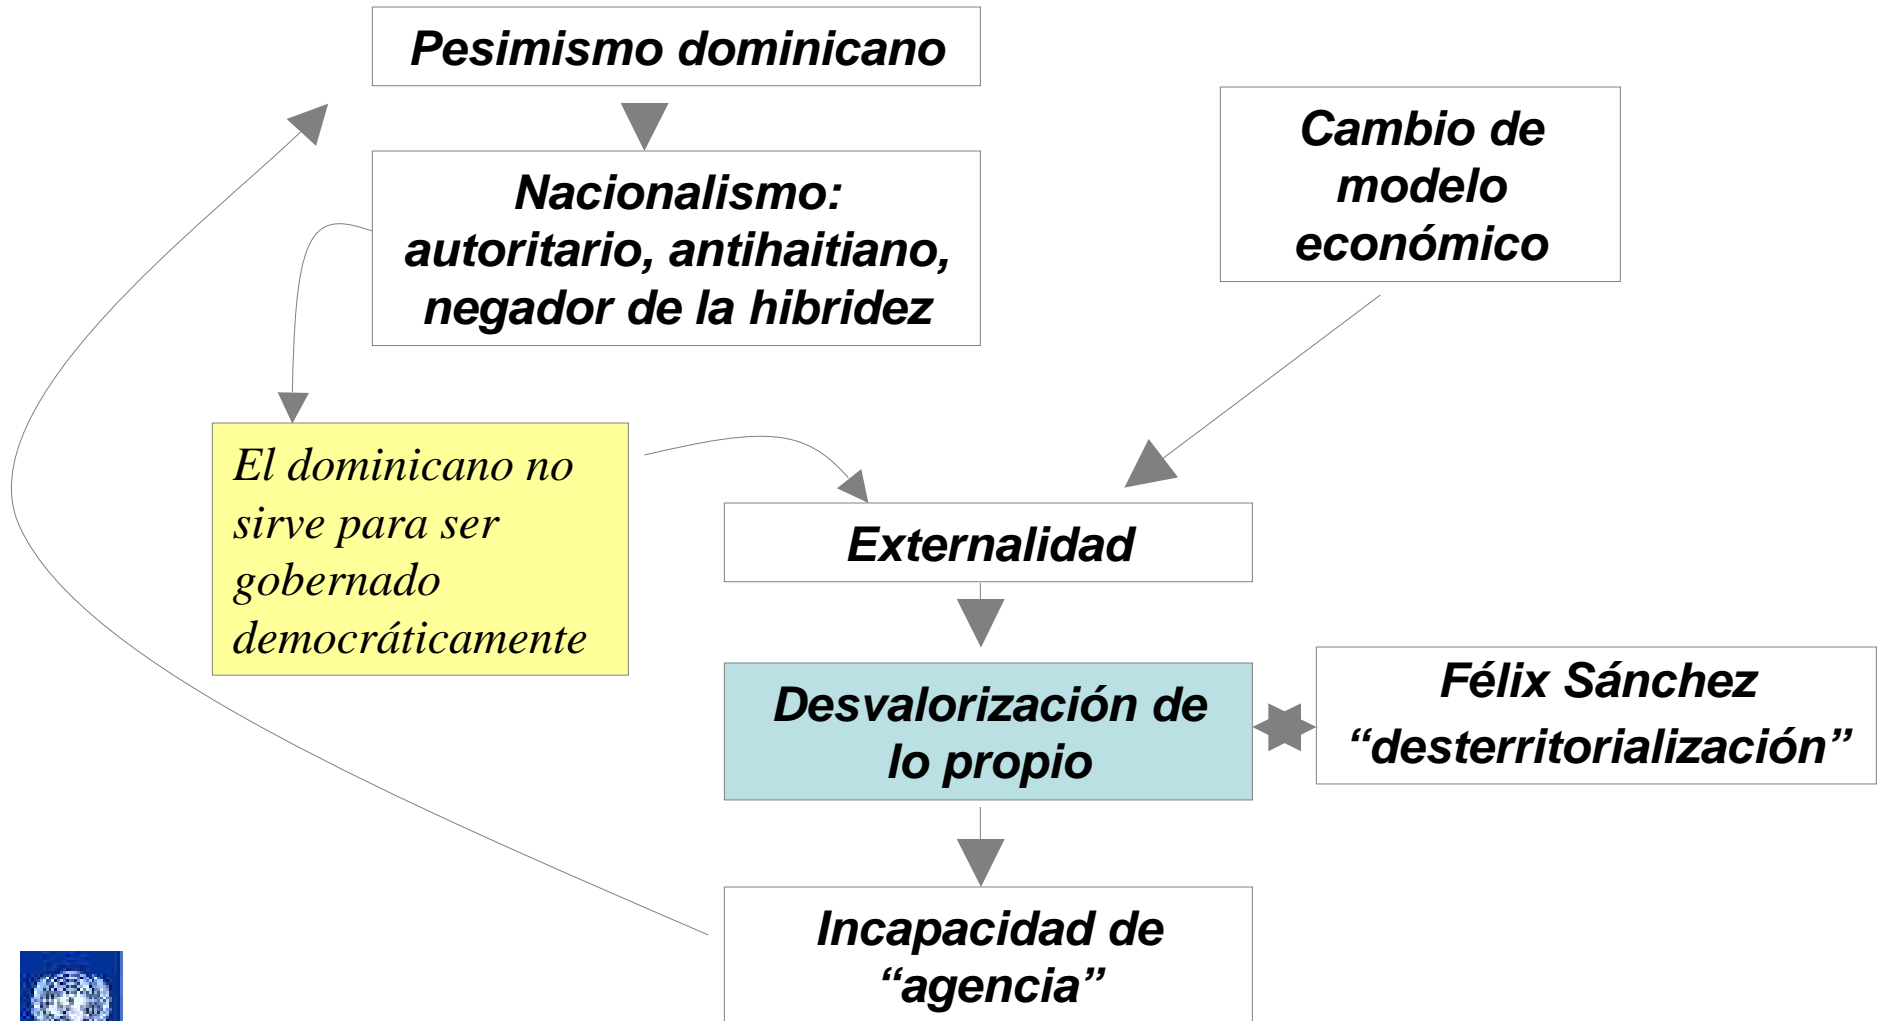 Pesimismo dominicano
Nacionalismo:
autoritario, antihaitiano,
negador de la hibridez
Cambio de
modelo
económico
El dominicano no
sirve para ser
gobernado
democráticamente
Externalidad
Desvalorización de
lo propio
Félix Sánchez
“desterritorialización”
Incapacidad de
“agencia”